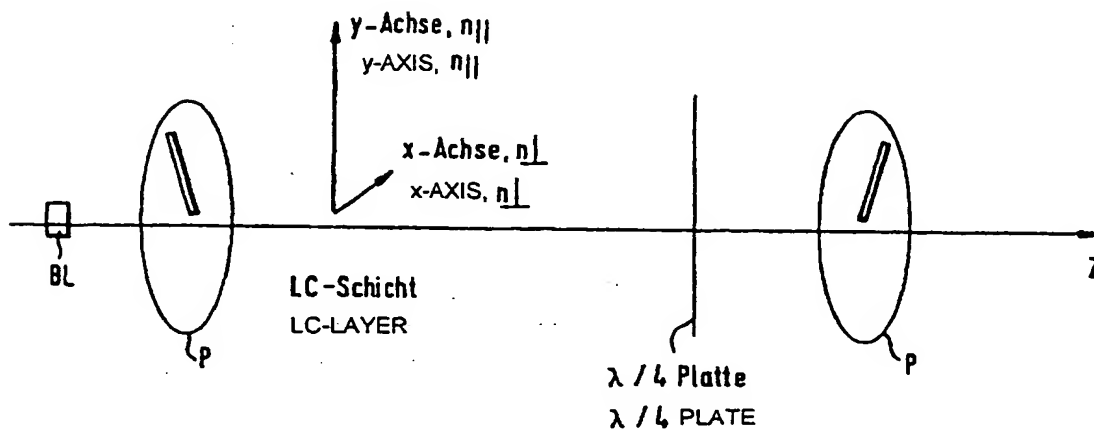 y-Achse, n||
y-AXIS, n||
x-Achse, n⊥
x-AXIS, n⊥
BL
LC-Schicht
LC-LAYER
P
λ / 4 Platte
λ / 4 PLATE
P